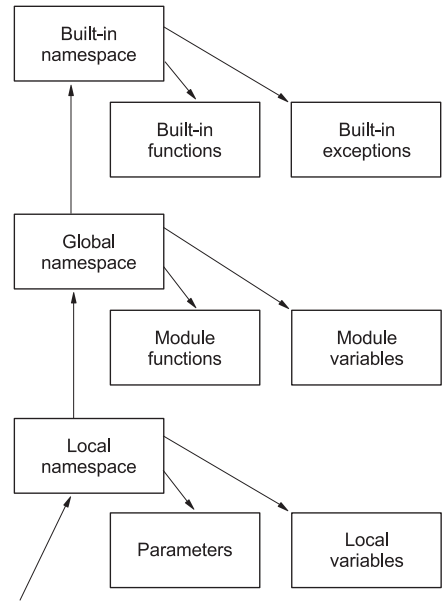 Built-in
namespace
Built-in
functions
Built-in
exceptions
Global
namespace
Module
functions
Module
variables
Local
namespace
Parameters
Local
variables